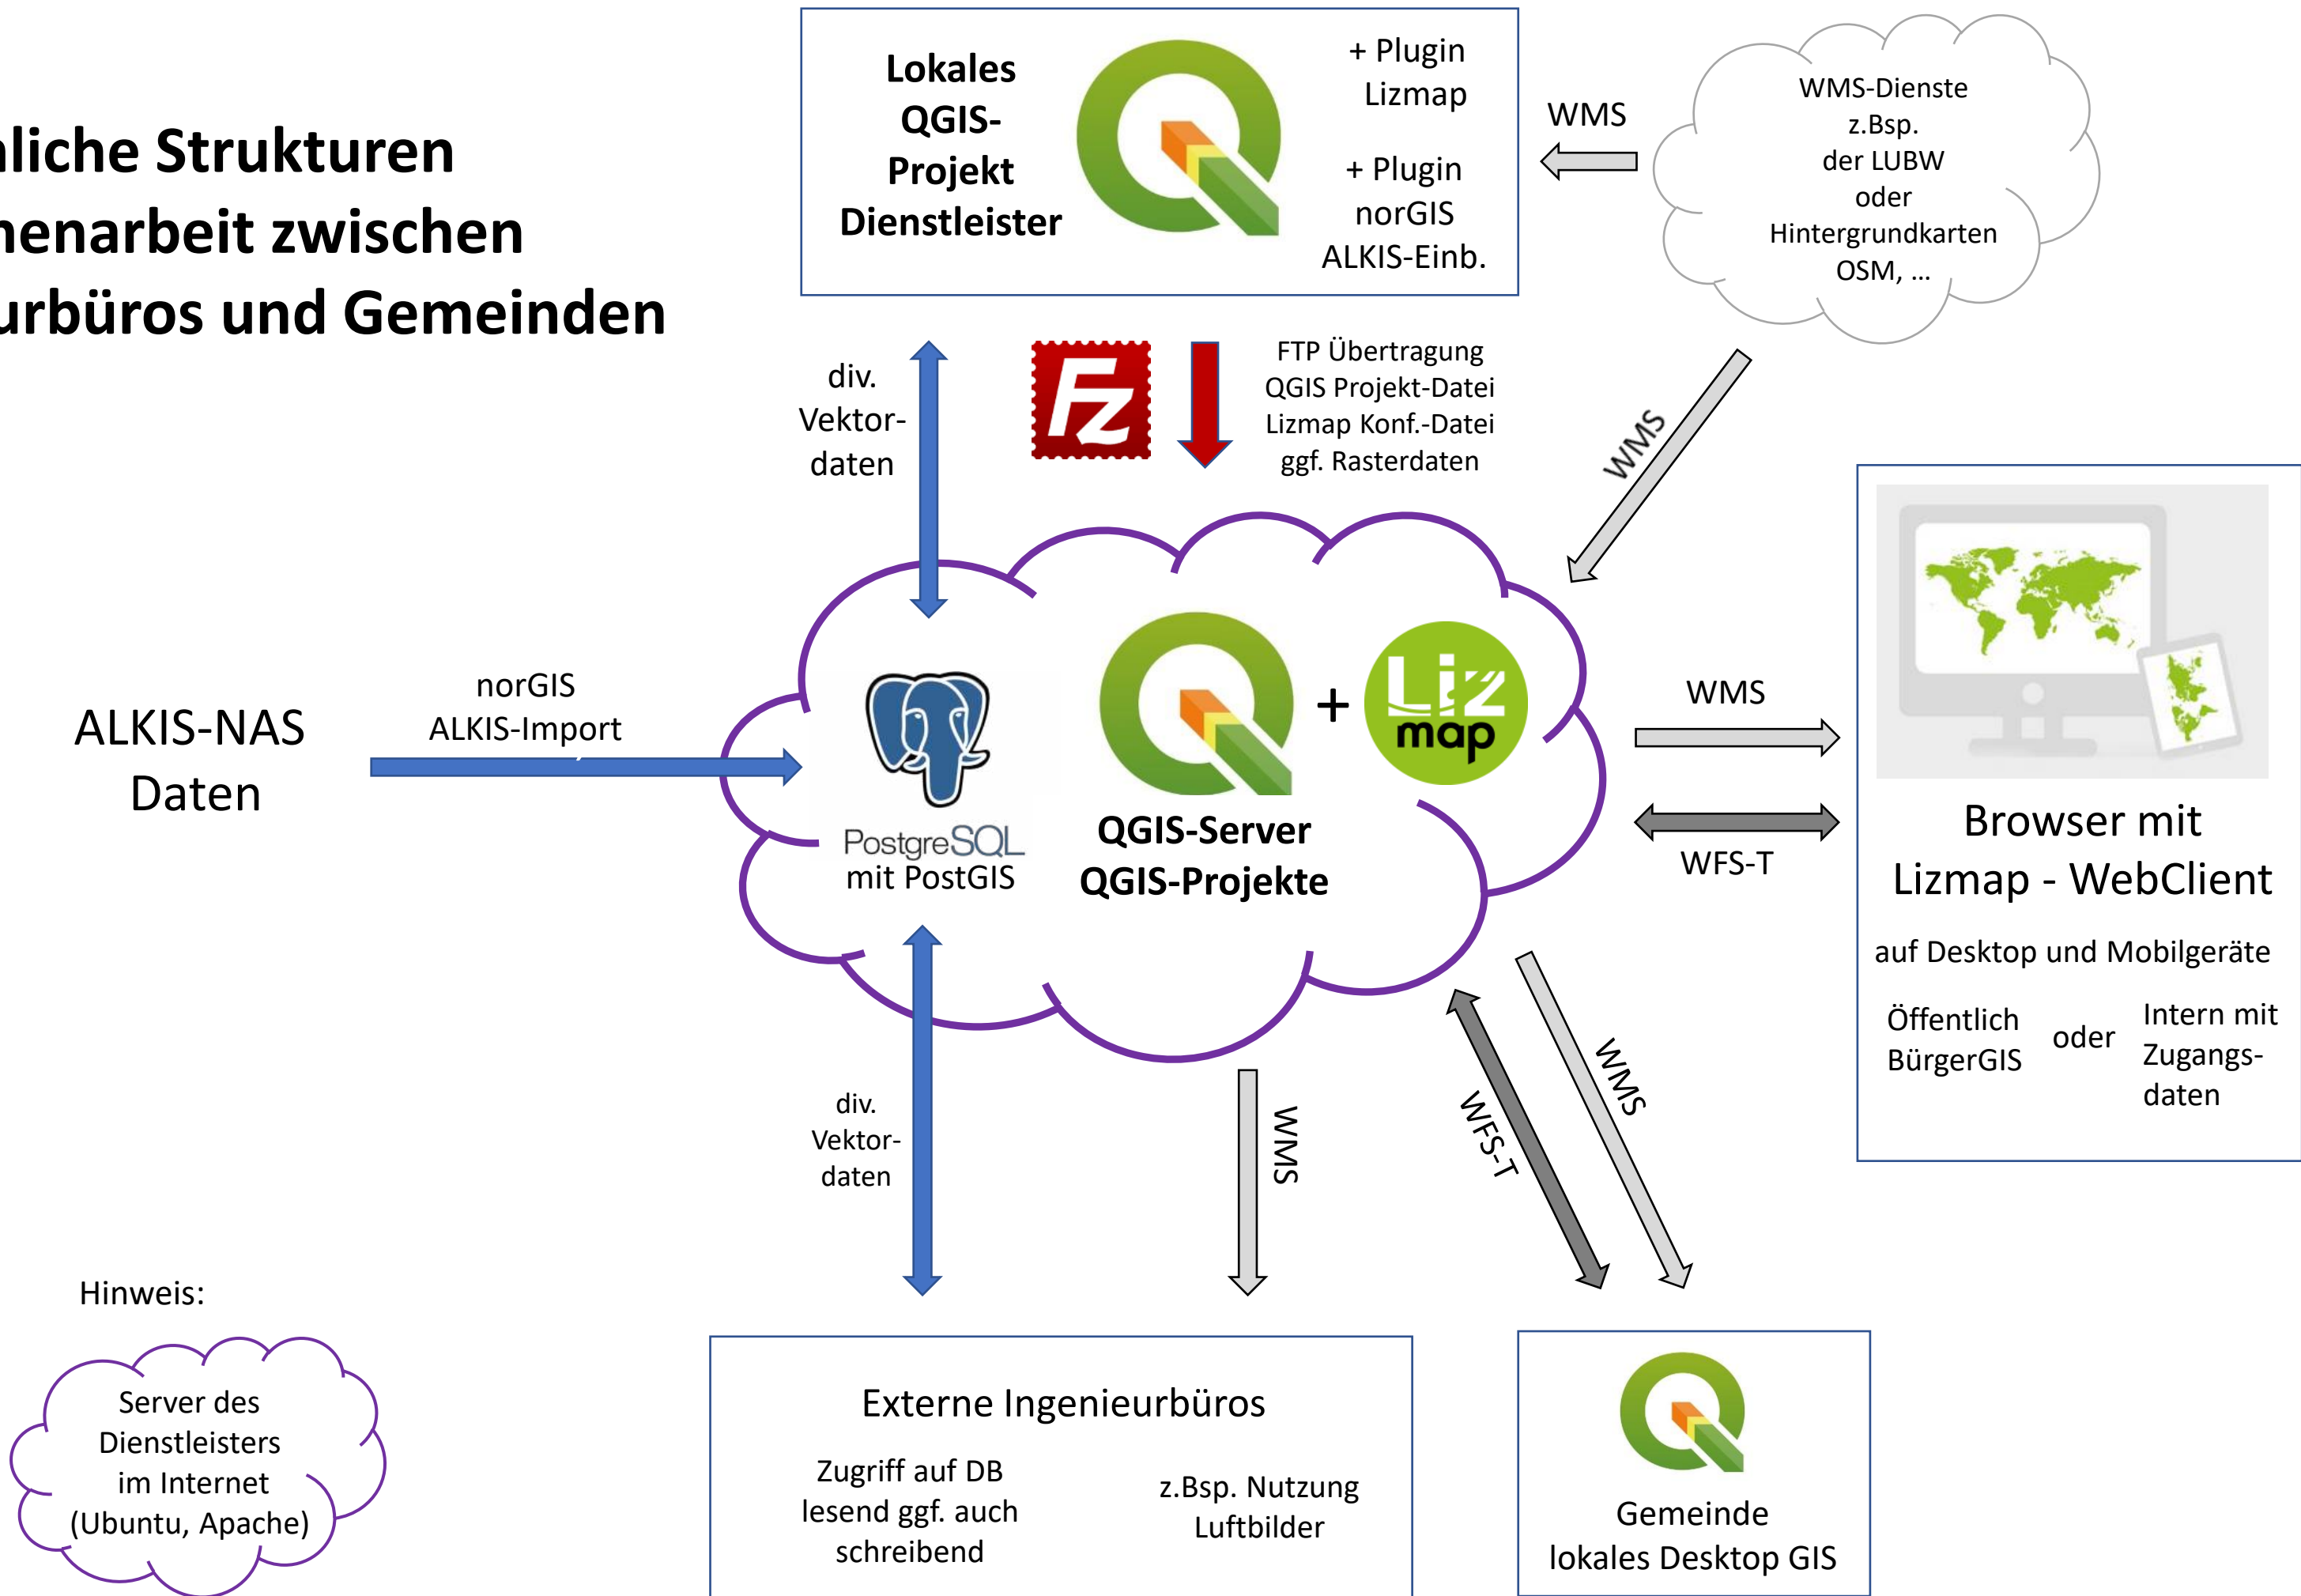 liche Strukturen
enarbeit zwischen
urbüros und Gemeinden
Lokales
QGIS-
Projekt
Dienstleister
+ Plugin
Lizmap
+ Plugin
norGIS
ALKIS-Einb.
WMS
WMS-Dienste
z.Bsp.
der LUBW
oder
Hintergrundkarten
OSM, ...
div.
Vektor-
daten
Fz
FTP Übertragung
QGIS Projekt-Datei
Lizmap Konf.-Datei
ggf. Rasterdaten
WMS
ALKIS-NAS
Daten
norGIS
ALKIS-Import
PostgreSQL
mit PostGIS
+
Liz
map
QGIS-Server
QGIS-Projekte
WMS
WFS-T
Browser mit
Lizmap - WebClient
auf Desktop und Mobilgeräte
Öffentlich
BürgerGIS
oder
Intern mit
Zugangs-
daten
div.
Vektor-
daten
WMS
WFS-T
WMS
Hinweis:
Server des
Dienstleisters
im Internet
(Ubuntu, Apache)
Externe Ingenieurbüros
Zugriff auf DB
lesend ggf. auch
schreibend
z.Bsp. Nutzung
Luftbilder
Gemeinde
lokales Desktop GIS